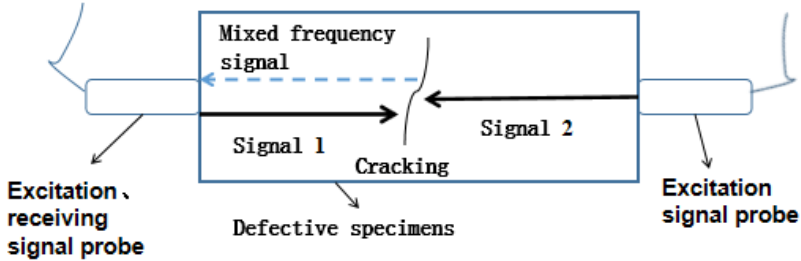 Mixed frequency
signal
Signal 1
Signal 2
Cracking
Excitation、
receiving
signal probe
Excitation
signal probe
Defective specimens